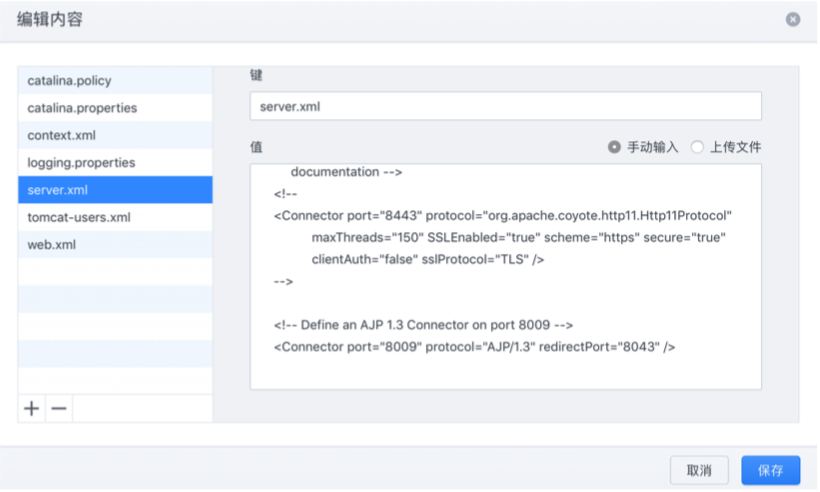 编辑内容
catalina.policy
catalina.properties
context.xml
logging.properties
server.xml
tomcat-users.xml
web.xml
键
server.xml
值
手动输入
上传文件
documentation -->
<!--
<Connector port="8443" protocol="org.apache.coyote.http11.Http11Protocol"
maxThreads="150" SSLEnabled="true" scheme="https" secure="true"
clientAuth="false" sslProtocol="TLS" />
-->
<!-- Define an AJP 1.3 Connector on port 8009 -->
<Connector port="8009" protocol="AJP/1.3" redirectPort="8043" />
取消
保存